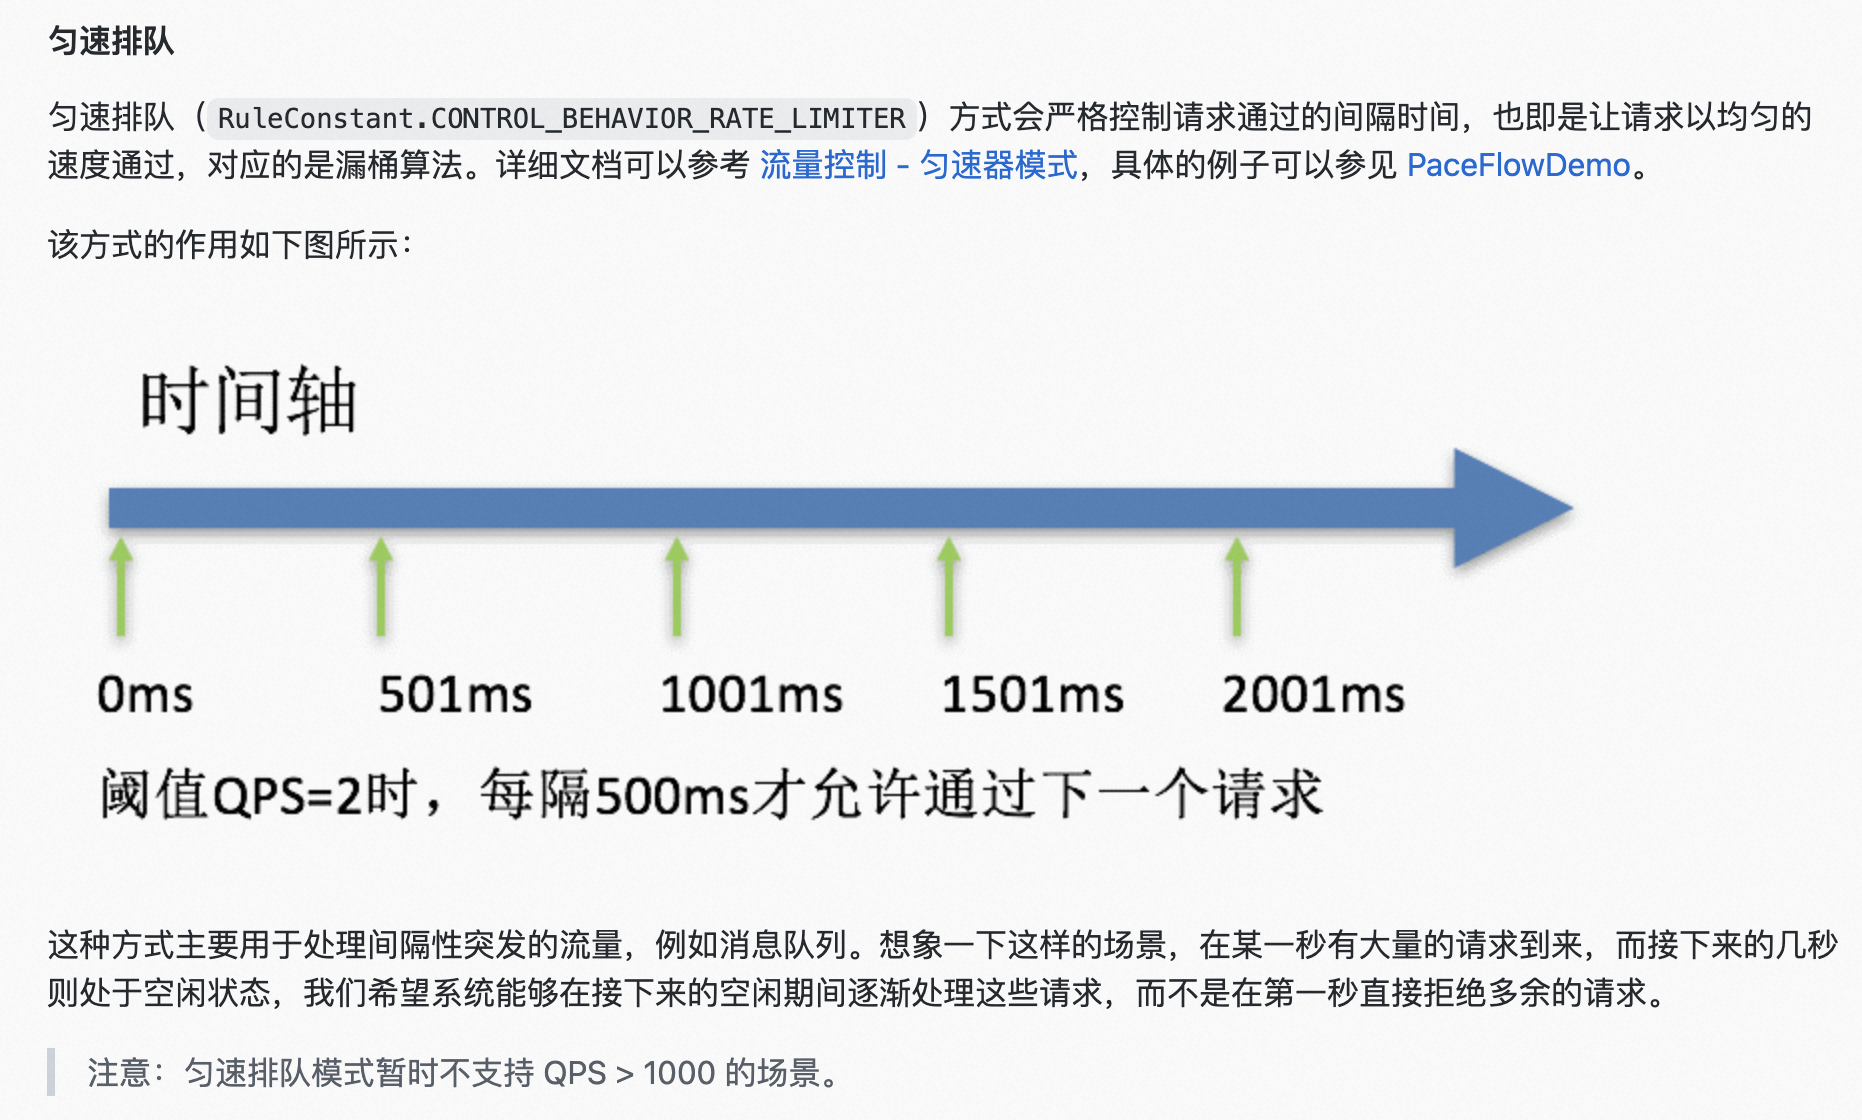 匀速排队
匀速排队（RuleConstant.CONTROL_BEHAVIOR_RATE_LIMITER）方式会严格控制请求通过的间隔时间，也即是让请求以均匀的
速度通过，对应的是漏桶算法。详细文档可以参考 流量控制 - 匀速器模式，具体的例子可以参见 PaceFlowDemo。
该方式的作用如下图所示：
时间轴
0ms 501ms 1001ms 1501ms 2001ms
阈值QPS=2时，每隔500ms才允许通过下一个请求
这种方式主要用于处理间隔性突发的流量，例如消息队列。想象一下这样的场景，在某一秒有大量的请求到来，而接下来的几秒
则处于空闲状态，我们希望系统能够在接下来的空闲期间逐渐处理这些请求，而不是在第一秒直接拒绝多余的请求。
注意：匀速排队模式暂时不支持 QPS > 1000 的场景。